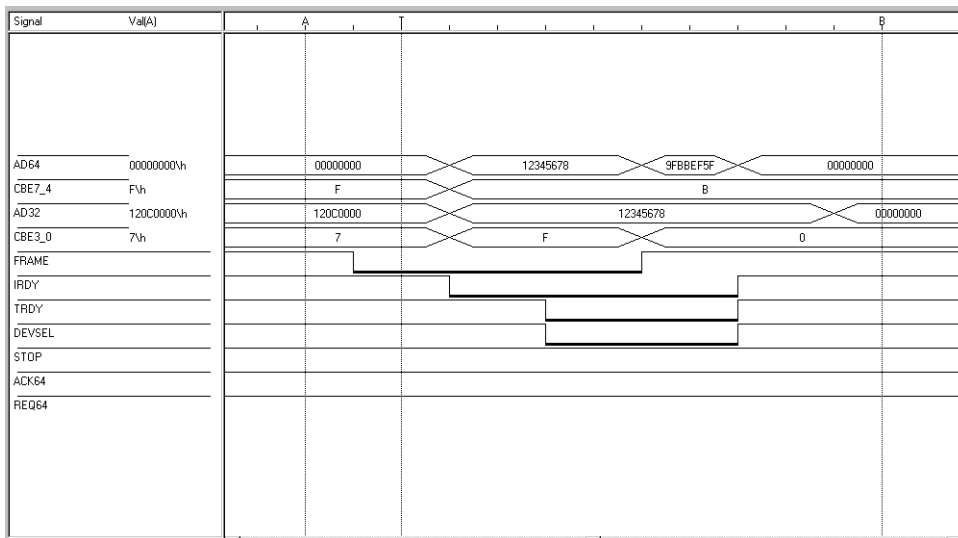 Signal Val(A) A T B
AD64 00000000\h 00000000 12345678 9FBBEF5F 00000000
CBE7_4 F\h F B
AD32 120C0000\h 120C0000 12345678 00000000
CBE3_0 7\h 7 F 0
FRAME
IRDY
TRDY
DEVSEL
STOP
ACK64
REQ64